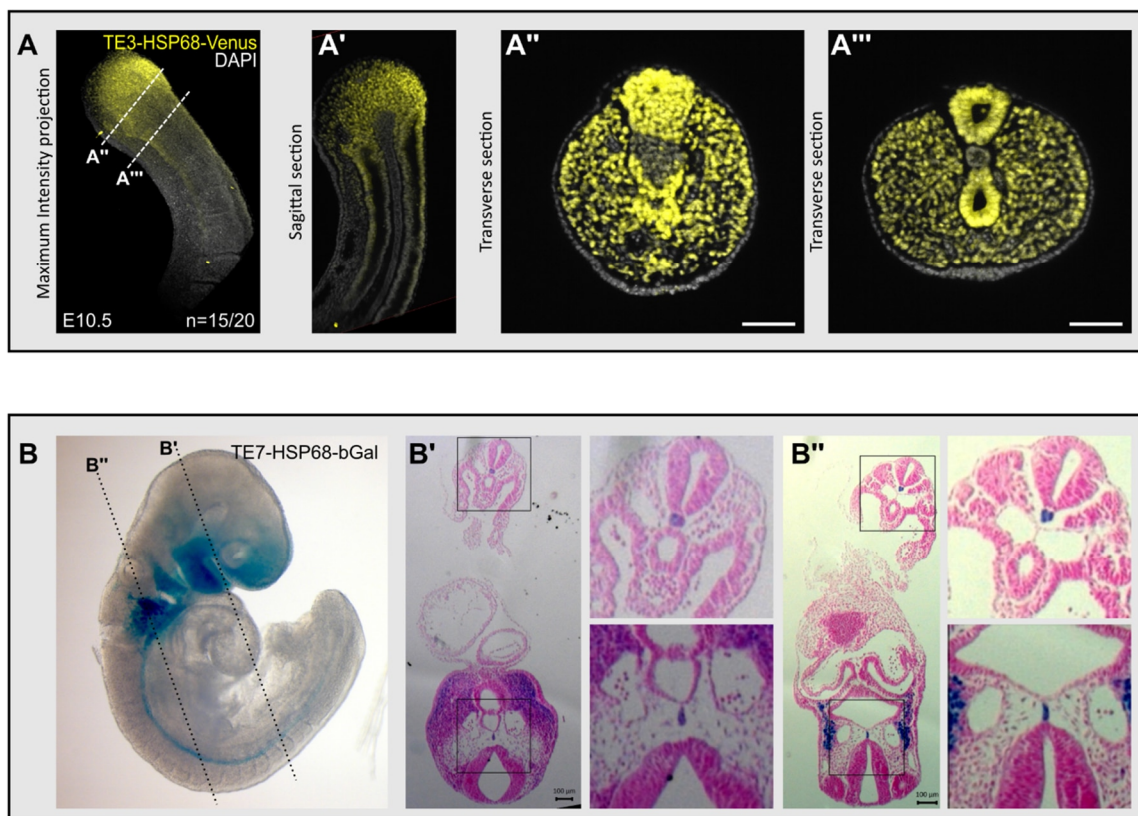 A
TE3-HSP68-Venus
DAPI
Maximum Intensity projection
A"
A'"
E10.5
n=15/20
A'
Sagittal section
A"
Transverse section
A'"
Transverse section
B
TE7-HSP68-bGal
B'
B"
B'
100 µm
B"
100 µm